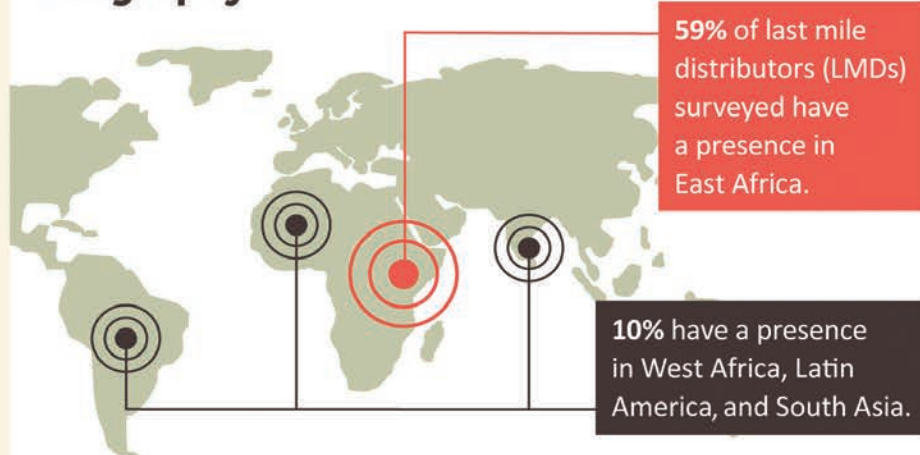 59% of last mile
distributors (LMDs)
surveyed have
a presence in
East Africa.
10% have a presence
in West Africa, Latin
America, and South Asia.